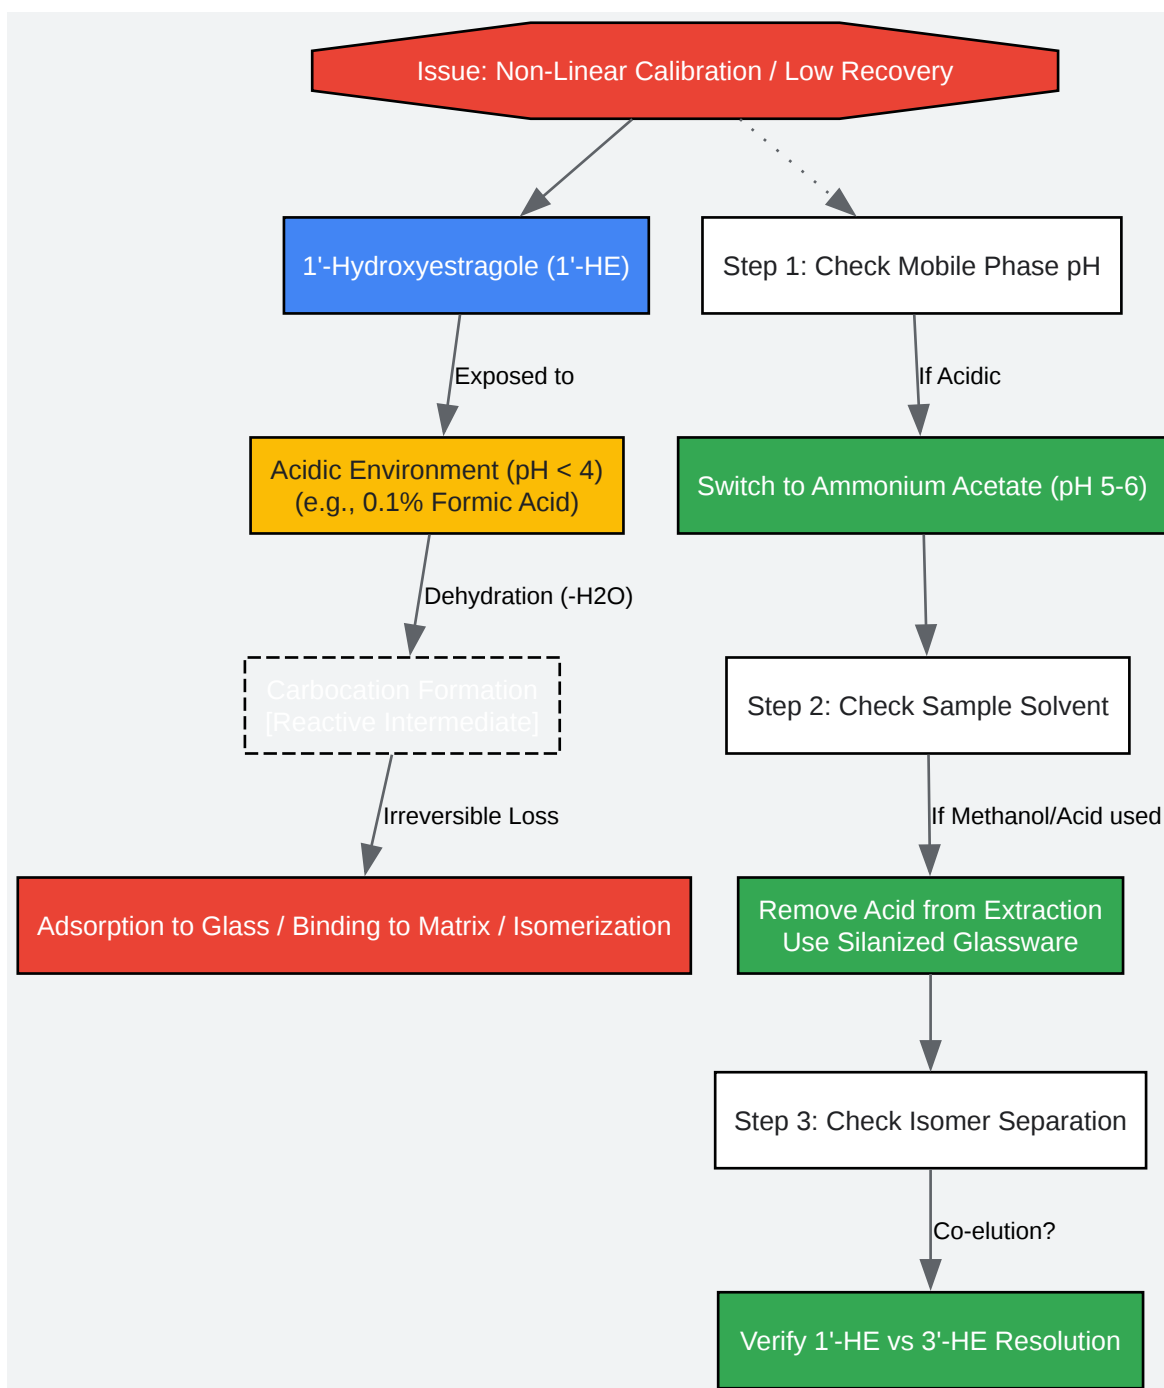 Issue: Non-Linear Calibration / Low Recovery
1'-Hydroxyestragole (1'-HE)
Step 1: Check Mobile Phase pH
Exposed to
If Acidic
Acidic Environment (pH < 4)
(e.g., 0.1% Formic Acid)
Switch to Ammonium Acetate (pH 5-6)
Dehydration (-H2O)
Carbocation Formation
[Reactive Intermediate]
Step 2: Check Sample Solvent
Irreversible Loss
If Methanol/Acid used
Adsorption to Glass / Binding to Matrix / Isomerization
Remove Acid from Extraction
Use Silanized Glassware
Step 3: Check Isomer Separation
Co-elution?
Verify 1'-HE vs 3'-HE Resolution